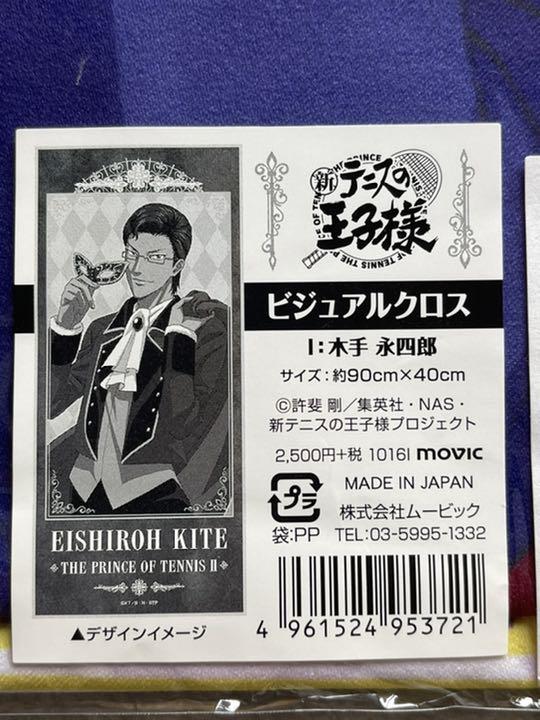 EISHIROH KITE
THE PRINCE OF TENNIS II
▲デザインイメージ
新テニスの
王子様
ビジュアルクロス
I:木手 永四郎
サイズ:約90cm×40cm
©許斐 剛/集英社・NAS・
新テニスの王子様プロジェクト
2,500円+税 1016I movic
プラ
MADE IN JAPAN
株式会社ムービック
袋:PP TEL:03-5995-1332
4 961524 953721